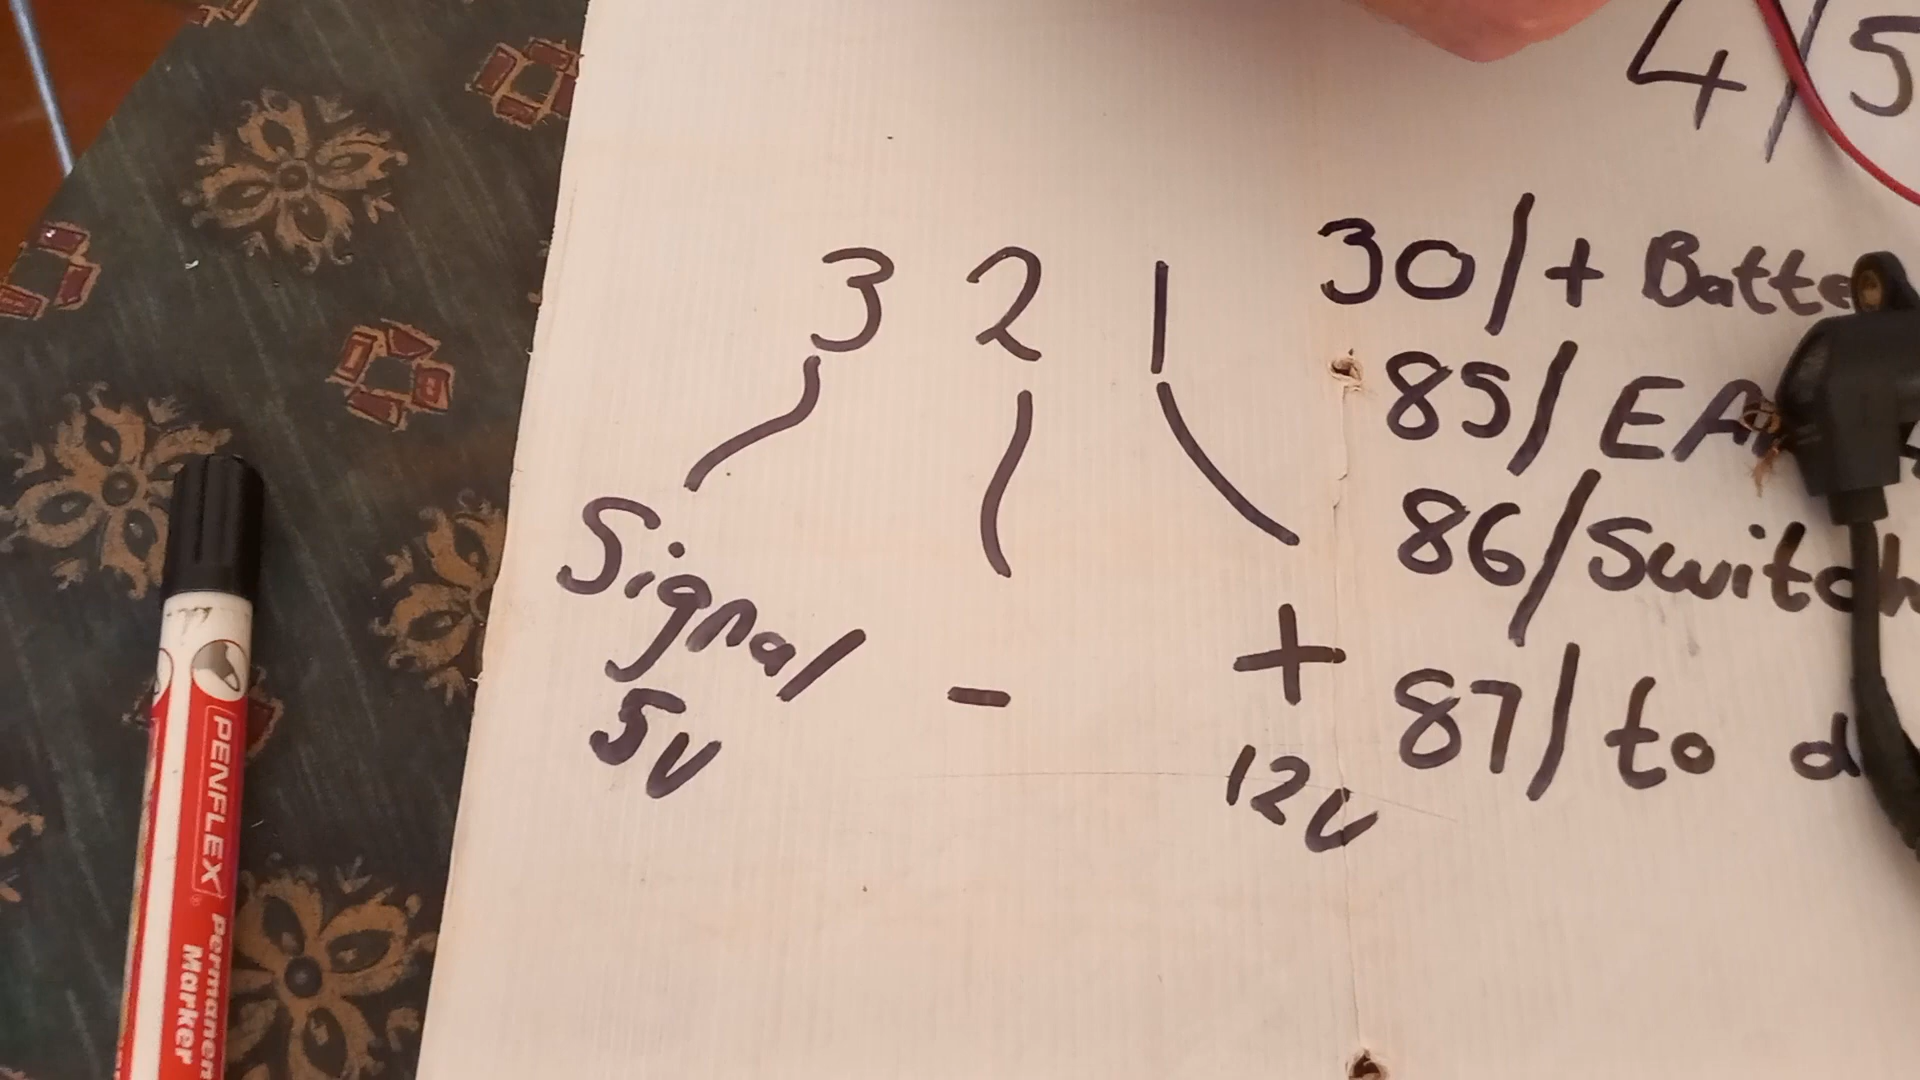 4/5
3 2 1
30/+ Batte
85/ EA
86/Switch
87/to d
Signal - +
5V 12V
PENFLEX
Permanent
Marker